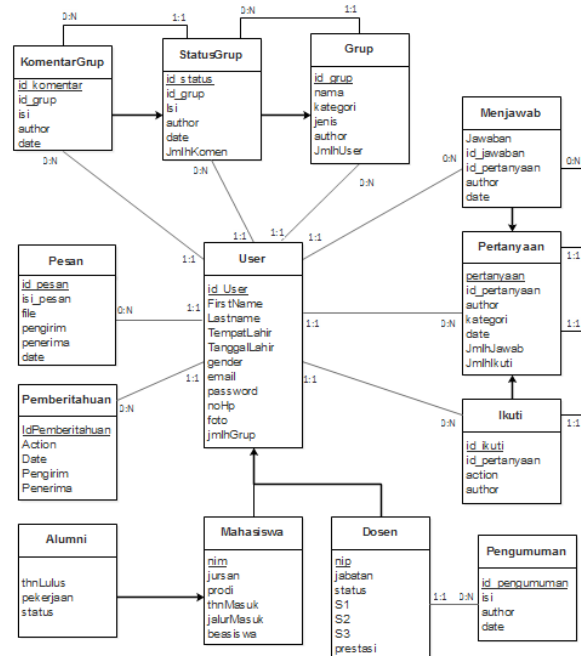 0:N
1:1
0:N
1:1
KomentarGrup
id_komentar
id_grup
isi
author
date
StatusGrup
id_status
id_grup
Isi
author
date
JmlhKomen
Grup
id_grup
nama
kategori
jenis
author
JmlhUser
Menjawab
Jawaban
id_jawaban
id_pertanyaan
author
date
0:N
0:N
0:N
0:N
0:N
1:1
1:1
1:1
1:1
Pesan
id_pesan
isi_pesan
file
pengirim
penerima
date
0:N
1:1
User
id_User
FirstName
Lastname
TempatLahir
TanggalLahir
gender
email
password
noHp
foto
jmlhGrup
1:1
0:N
Pertanyaan
pertanyaan
id_pertanyaan
author
kategori
date
JmlhJawab
JmlhIkuti
1:1
1:1
Pemberitahuan
IdPemberitahuan
Action
Date
Pengirim
Penerima
0:N
1:1
1:1
0:N
Ikuti
id_ikuti
id_pertanyaan
action
author
0:N
Alumni
thnLulus
pekerjaan
status
Mahasiswa
nim
jursan
prodi
thnMasuk
jalurMasuk
beasiswa
Dosen
nip
jabatan
status
S1
S2
S3
prestasi
1:1
0:N
Pengumuman
id_pengumuman
isi
author
date